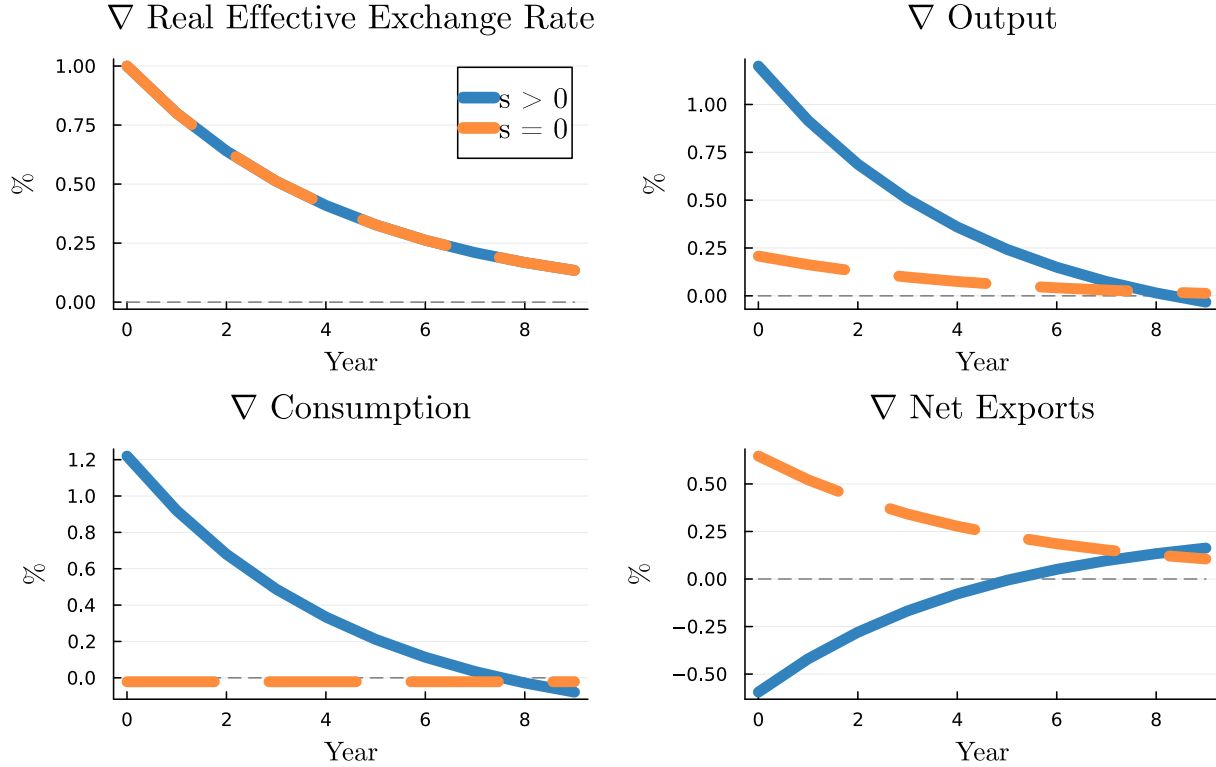 ∇ Real Effective Exchange Rate
1.00
0.75
0.50
0.25
0.00
%
s > 0
s = 0
0 2 4 6 8
Year
∇ Output
1.00
0.75
0.50
0.25
0.00
%
0 2 4 6 8
Year
∇ Consumption
1.2
1.0
0.8
0.6
0.4
0.2
0.0
%
0 2 4 6 8
Year
∇ Net Exports
0.50
0.25
0.00
−0.25
−0.50
%
0 2 4 6 8
Year